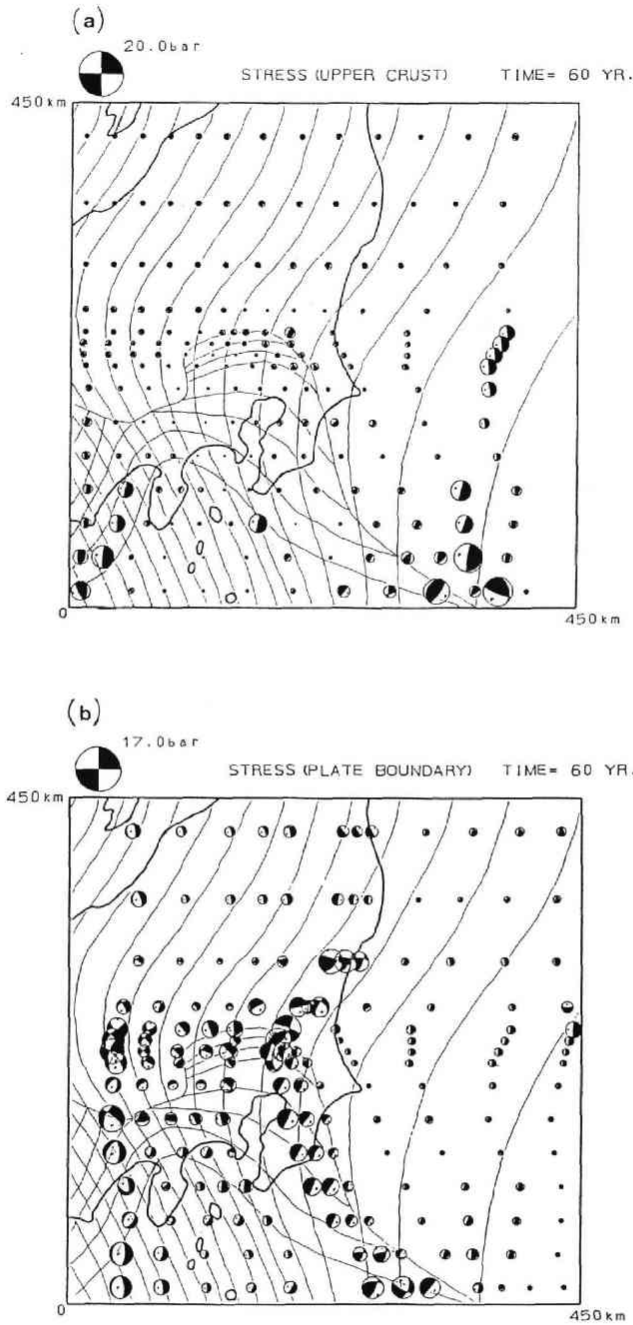 (a)
20.0bar
STRESS (UPPER CRUST) TIME= 60 YR.
450km
0
450km
(b)
17.0bar
STRESS (PLATE BOUNDARY) TIME= 60 YR.
450km
0
450km